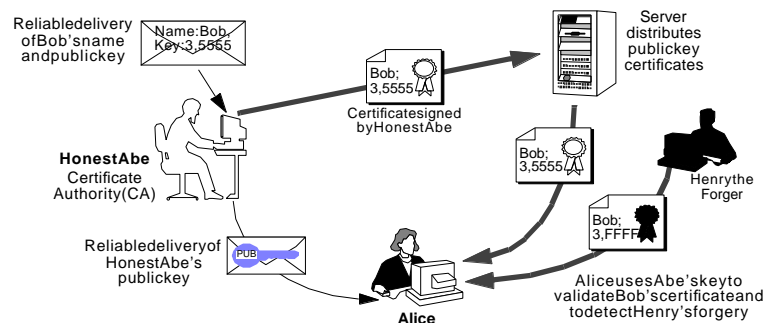 Reliabledelivery
ofBob'sname
andpublickey
Name:Bob,
Key:3,5555
Bob;
3,5555
Certificatesigned
byHonestAbe
Server
distributes
publickey
certificates
HonestAbe
Certificate
Authority(CA)
Bob;
3,5555
Henrythe
Forger
Bob;
3,FFFF
Reliabledeliveryof
HonestAbe's
publickey
PUB
Alice
AliceusesAbe'skeyto
validateBob'scertificateand
todetectHenry'sforgery